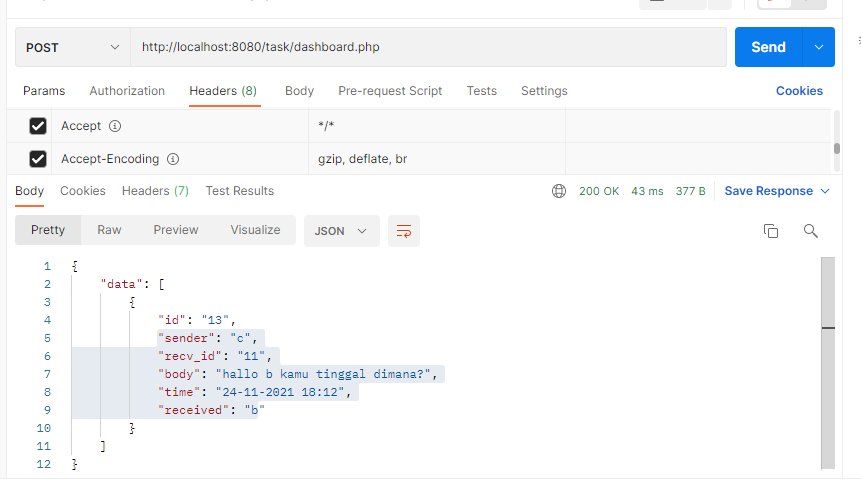 POST http://localhost:8080/task/dashboard.php Send
Params Authorization Headers (8) Body Pre-request Script Tests Settings Cookies
Accept */*
Accept-Encoding gzip, deflate, br
Body Cookies Headers (7) Test Results 200 OK 43 ms 377 B Save Response
Pretty Raw Preview Visualize JSON
1 {
2 "data": [
3 {
4 "id": "13",
5 "sender": "c",
6 "recv_id": "11",
7 "body": "hallo b kamu tinggal dimana?",
8 "time": "24-11-2021 18:12",
9 "received": "b"
10 }
11 ]
12 }